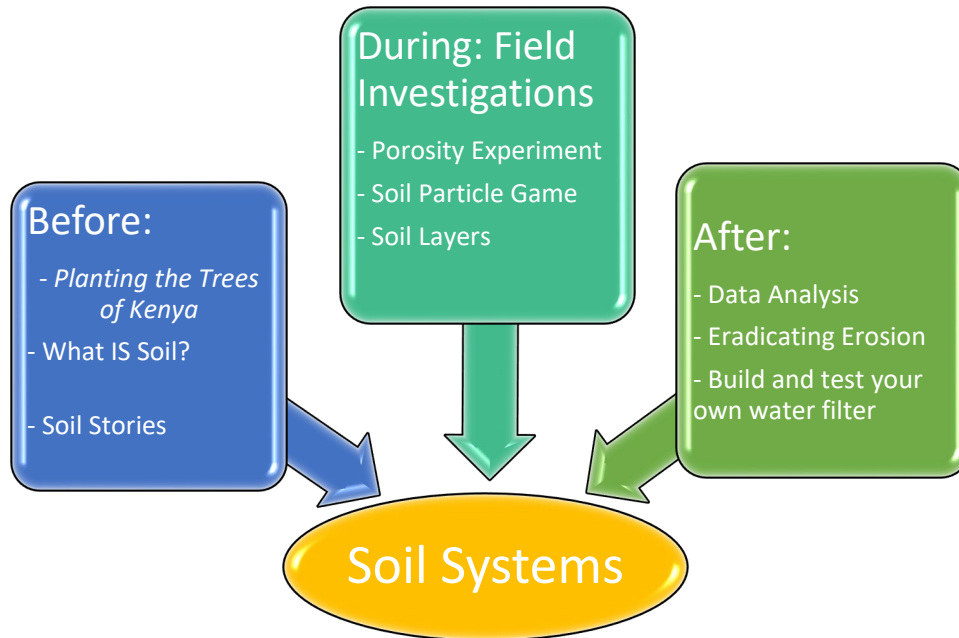 Before:
- Planting the Trees
of Kenya
- What IS Soil?
- Soil Stories
During: Field
Investigations
- Porosity Experiment
- Soil Particle Game
- Soil Layers
After:
- Data Analysis
- Eradicating Erosion
- Build and test your
own water filter
Soil Systems